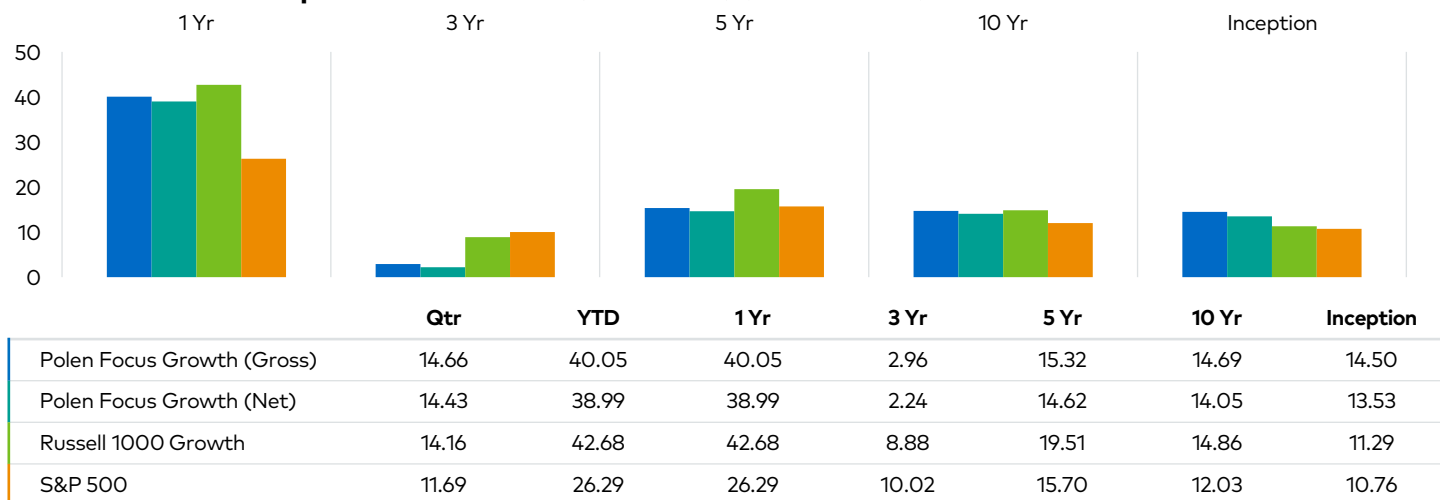 1 Yr 3 Yr 5 Yr 10 Yr Inception
50
40
30
20
10
0
Qtr YTD 1 Yr 3 Yr 5 Yr 10 Yr Inception
Polen Focus Growth (Gross) 14.66 40.05 40.05 2.96 15.32 14.69 14.50
Polen Focus Growth (Net) 14.43 38.99 38.99 2.24 14.62 14.05 13.53
Russell 1000 Growth 14.16 42.68 42.68 8.88 19.51 14.86 11.29
S&P 500 11.69 26.29 26.29 10.02 15.70 12.03 10.76